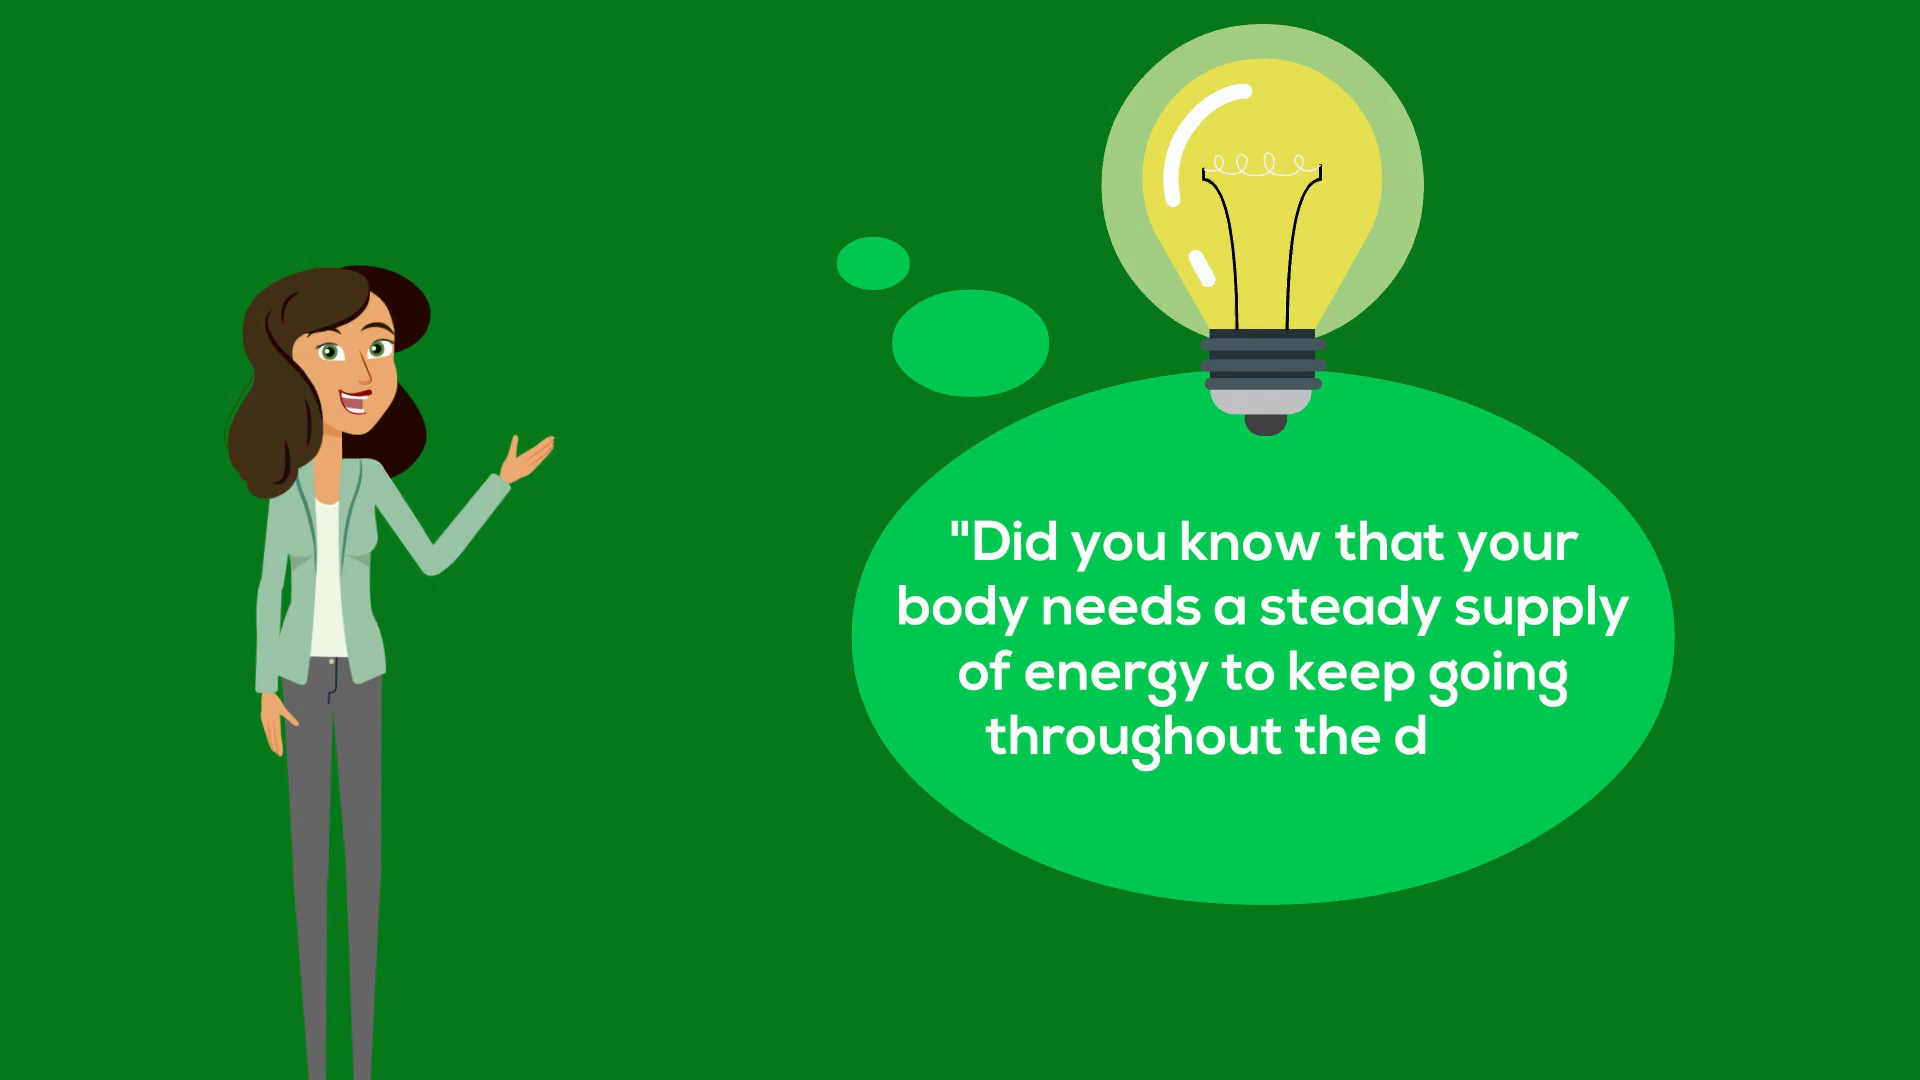 "Did you know that your
body needs a steady supply
of energy to keep going
throughout the d